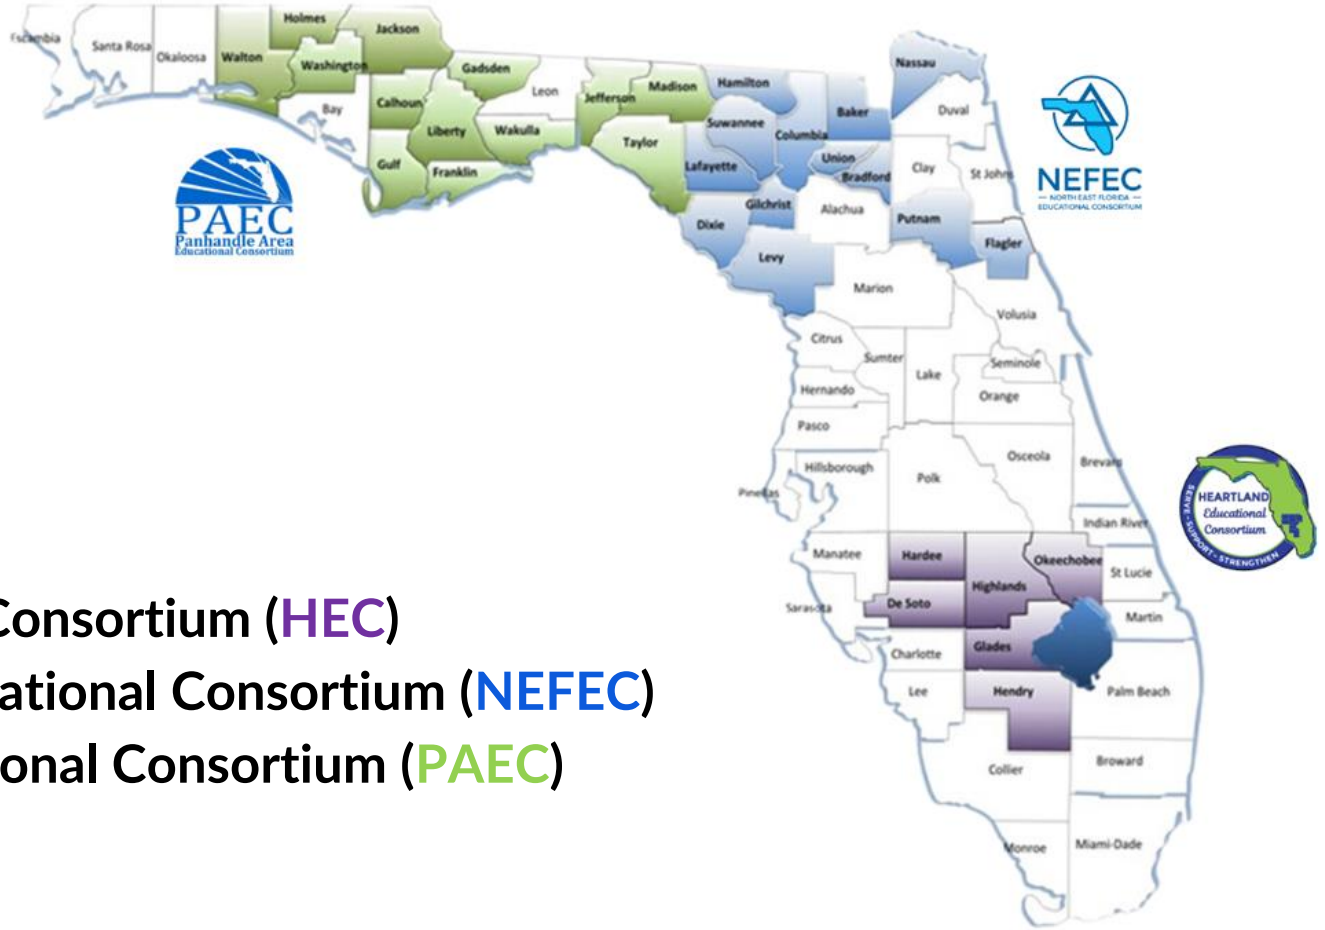 Holmes
Jackson
Escambia
Santa Rosa
Okaloosa
Walton
Washington
Gadsden
Leon
Bay
Calhoun
Liberty
Wakulla
Jefferson
Madison
Taylor
Gulf
Franklin
Hamilton
Suwannee
Columbia
Baker
Nassau
Duval
Lafayette
Union
Bradford
Clay
St Johns
Gilchrist
Alachua
Putnam
Dixie
Flagler
Levy
Marion
Volusia
Citrus
Sumter
Lake
Seminole
Hernando
Orange
Pasco
Osceola
Brevard
Hillsborough
Polk
Pinellas
Indian River
Manatee
Hardee
Okeechobee
St Lucie
Highlands
Sarasota
De Soto
Martin
Charlotte
Glades
Lee
Hendry
Palm Beach
Collier
Broward
Monroe
Miami-Dade
PAEC
Panhandle Area
Educational Consortium
NEFEC
NORTH EAST FLORIDA
EDUCATIONAL CONSORTIUM
HEARTLAND
Educational
Consortium
SERVE - SUPPORT - STRENGTHEN
Consortium (HEC)
ational Consortium (NEFEC)
onal Consortium (PAEC)